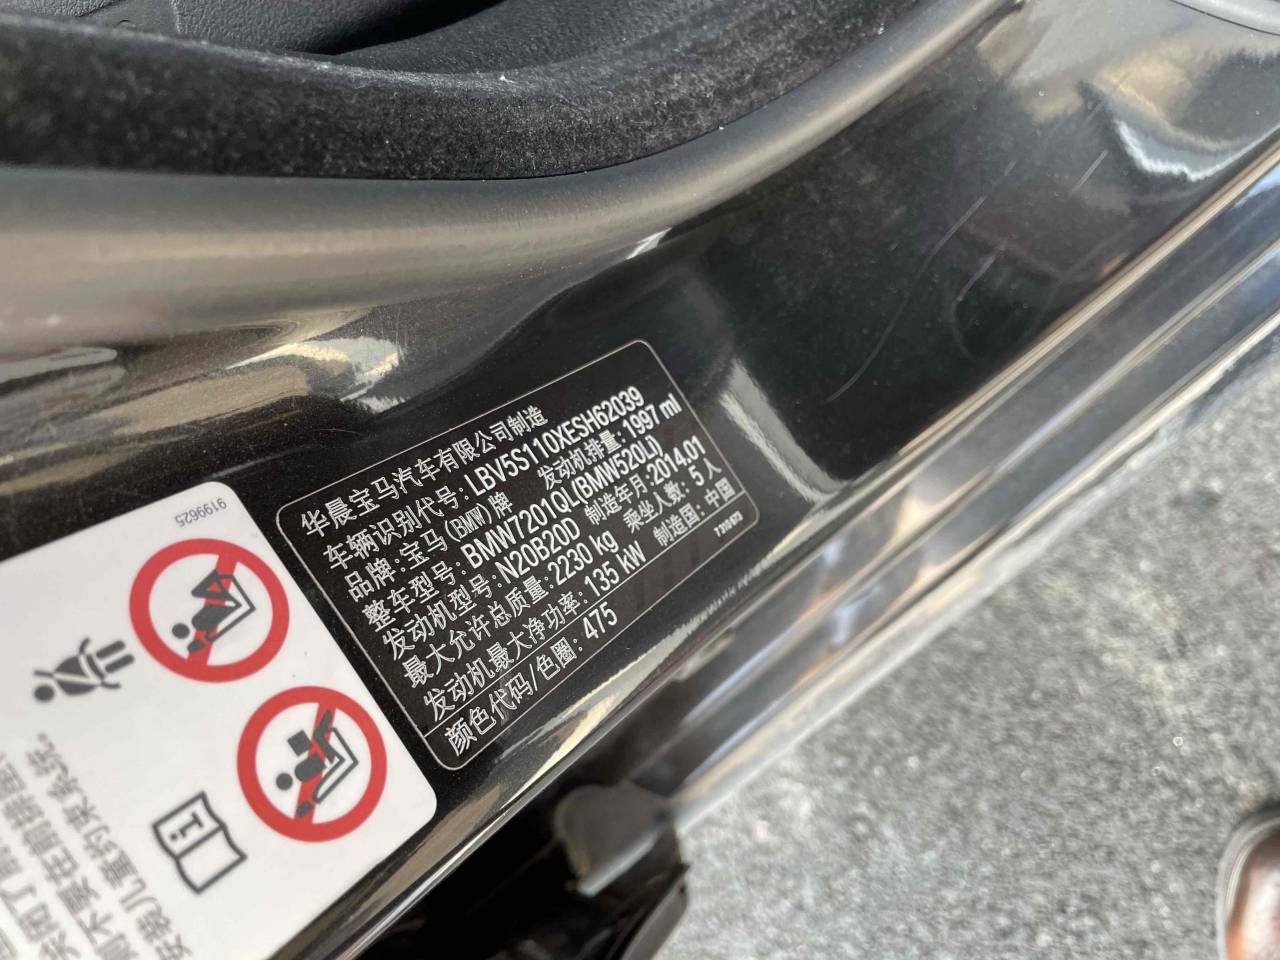 华晨宝马汽车有限公司制造
车辆识别代号: LBV5S110XESH62039
品牌: 宝马(BMW)牌 发动机排量: 1997 ml
整车型号: BMW7201QL(BMW520Li)
发动机型号: N20B20D 制造年月: 2014.01
最大允许总质量: 2230 kg 乘坐人数: 5 人
发动机最大净功率: 135 kW 制造国: 中国
颜色代码/色圈: 475
9199625